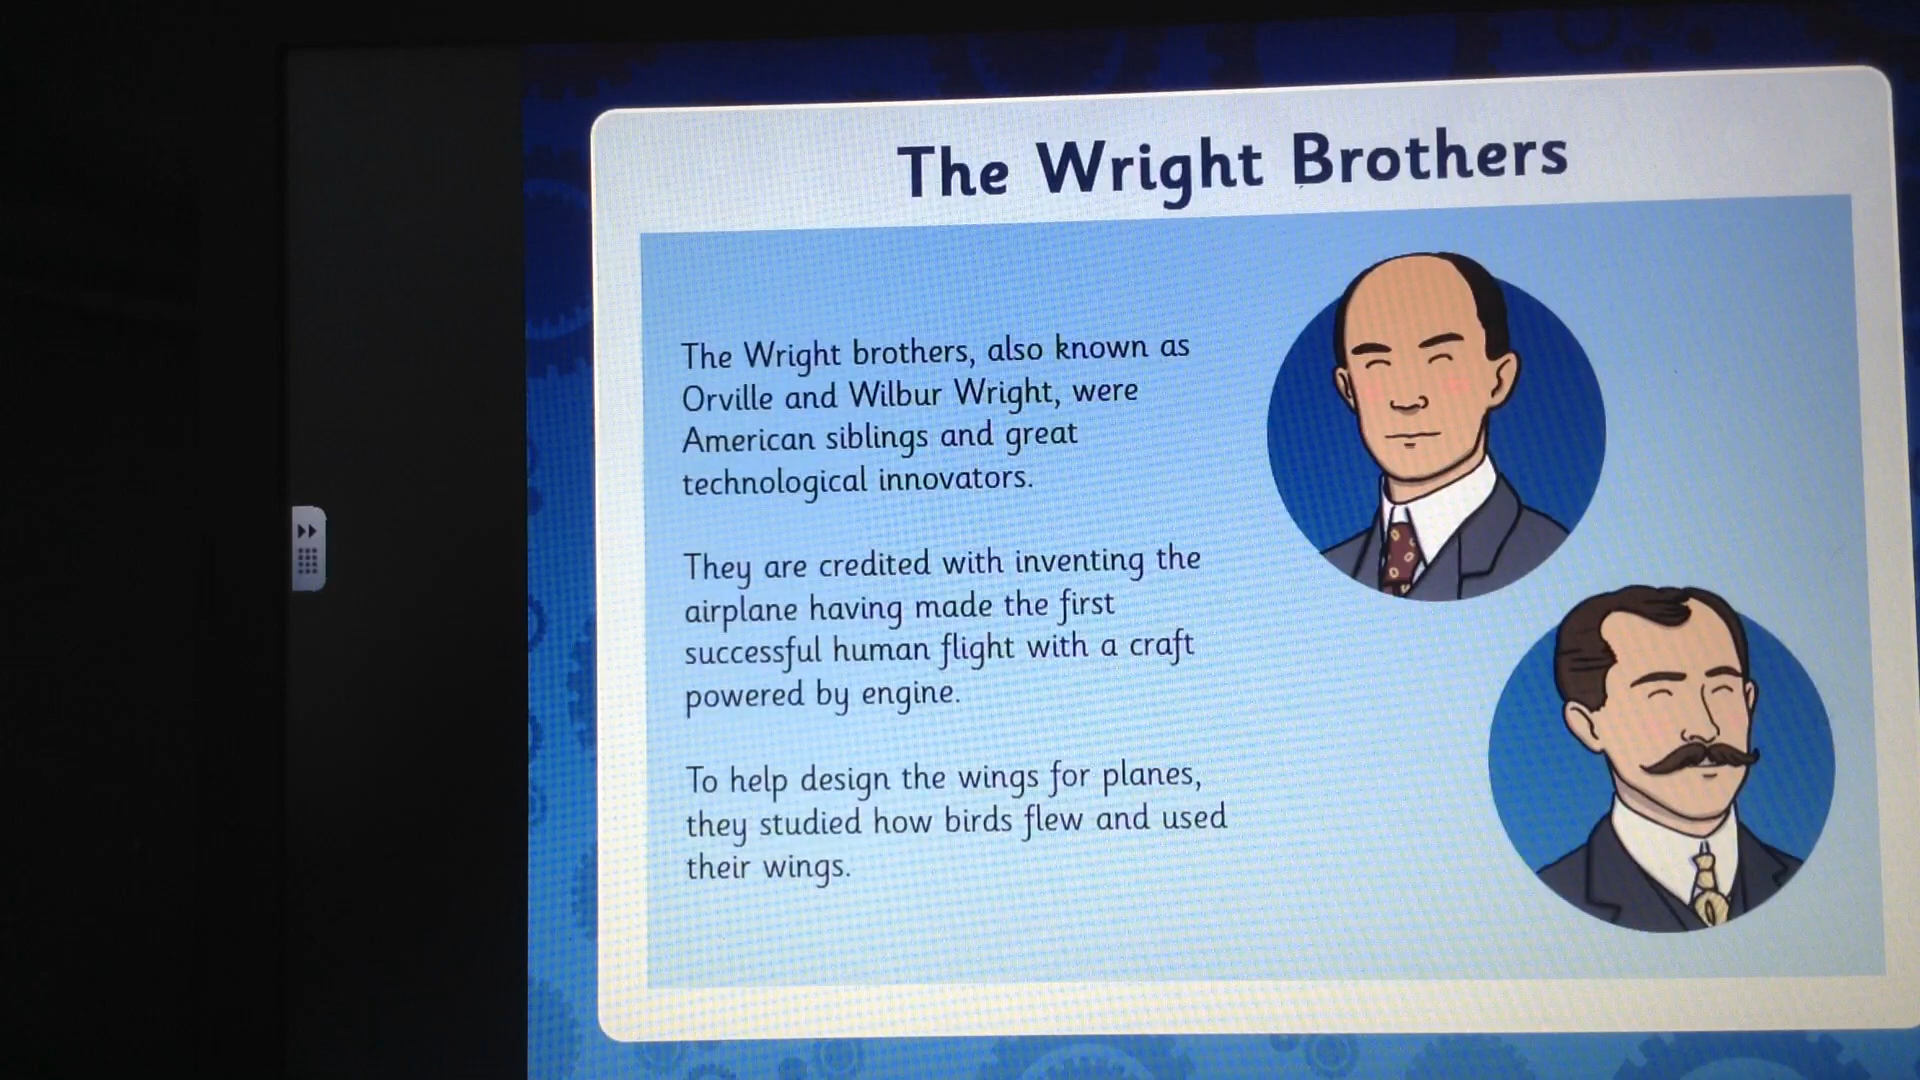 The Wright Brothers
The Wright brothers, also known as
Orville and Wilbur Wright, were
American siblings and great
technological innovators.
They are credited with inventing the
airplane having made the first
successful human flight with a craft
powered by engine.
To help design the wings for planes,
they studied how birds flew and used
their wings.